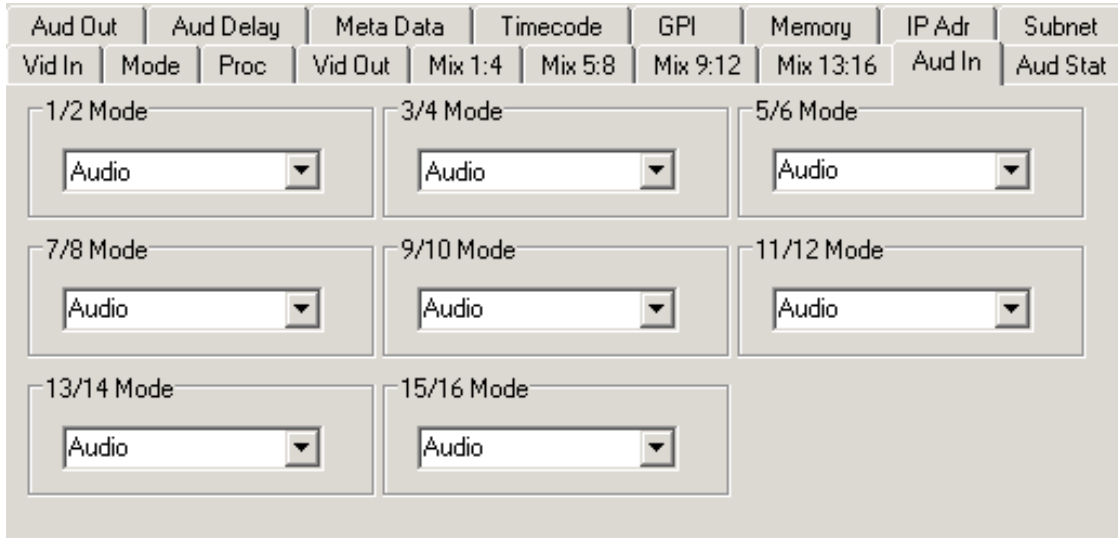 Aud Out Aud Delay Meta Data Timecode GPI Memory IP Adr Subnet
Vid In Mode Proc Vid Out Mix 1:4 Mix 5:8 Mix 9:12 Mix 13:16 Aud In Aud Stat
1/2 Mode 3/4 Mode 5/6 Mode
Audio Audio Audio
7/8 Mode 9/10 Mode 11/12 Mode
Audio Audio Audio
13/14 Mode 15/16 Mode
Audio Audio